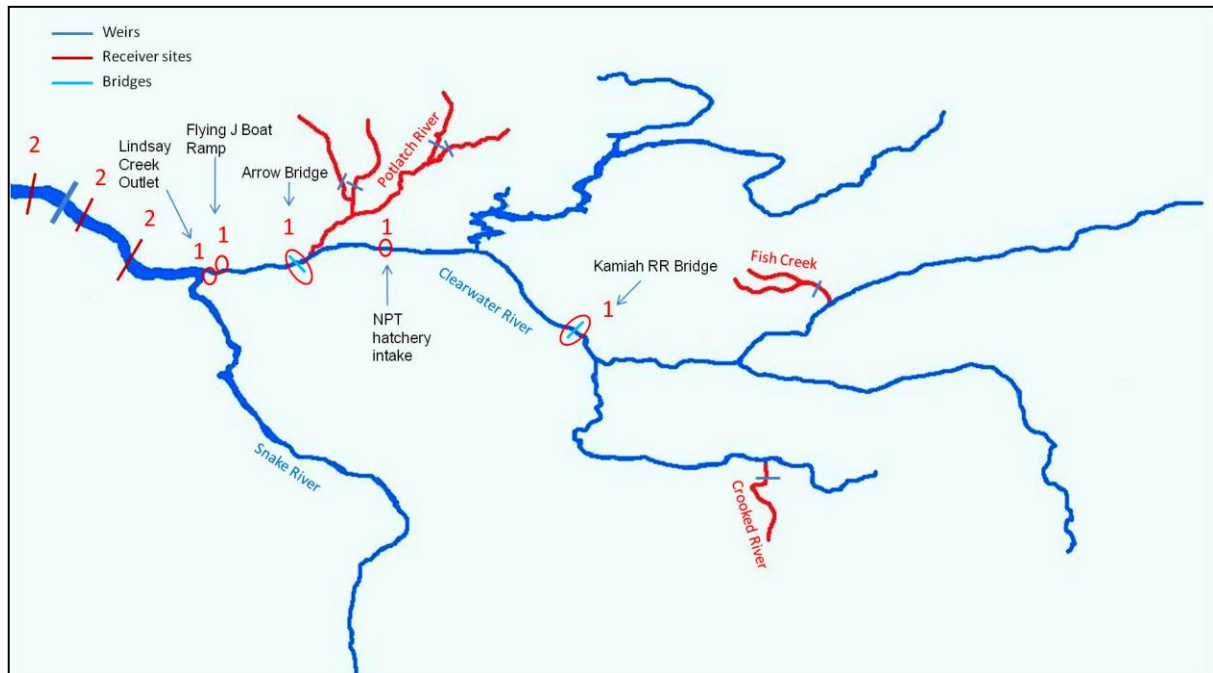 Weirs
Receiver sites
Bridges
2
2
2
Lindsay
Creek
Outlet
1
Flying J Boat
Ramp
1
Arrow Bridge
1
Potlatch River
1
NPT
hatchery
intake
Clearwater River
Kamiah RR Bridge
1
Fish Creek
Crooked River
Snake River